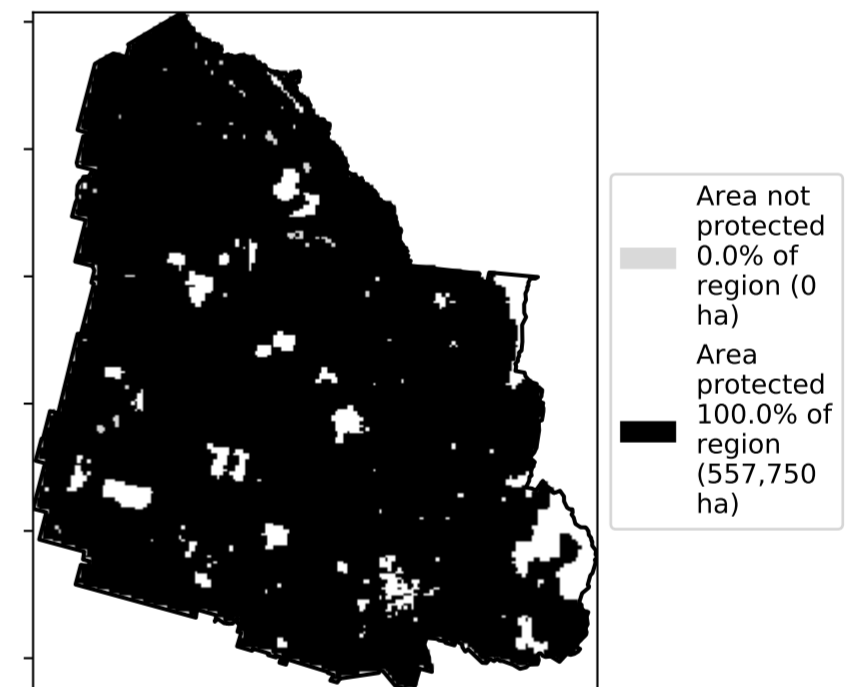 Area not
protected
0.0% of
region (0
ha)
Area
protected
100.0% of
region
(557,750
ha)